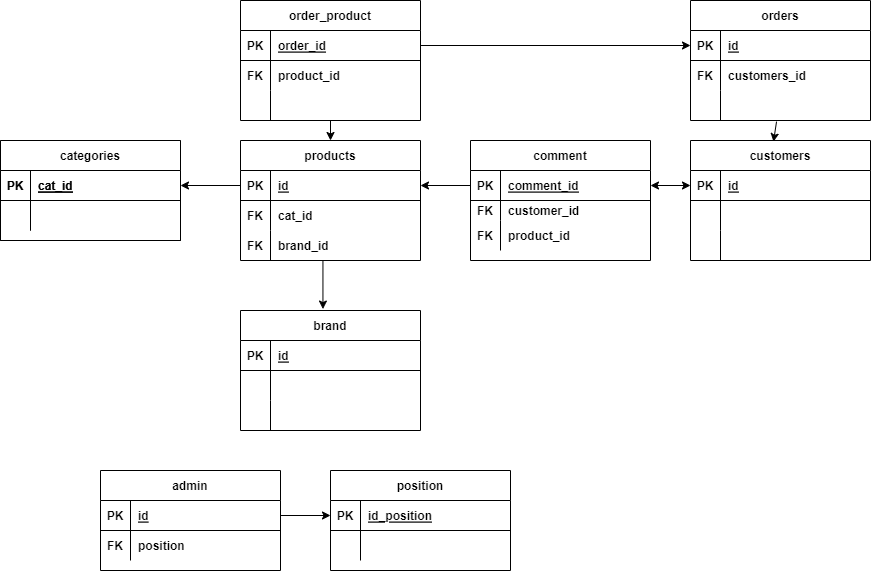 order_product
PK order_id
FK product_id
orders
PK id
FK customers_id
categories
PK cat_id
products
PK id
FK cat_id
FK brand_id
comment
PK comment_id
FK customer_id
FK product_id
customers
PK id
brand
PK id
admin
PK id
FK position
position
PK id_position